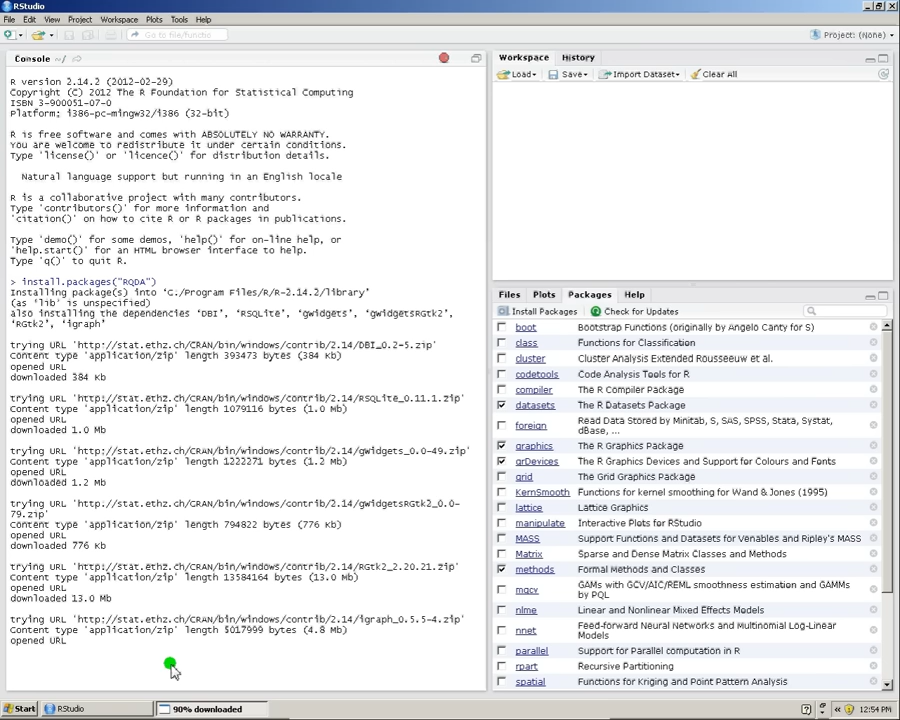 RStudio
File Edit View Project Workspace Plots Tools Help
Go to file/functic
Project: (None)
Console ~/
R version 2.14.2 (2012-02-29)
Copyright (C) 2012 The R Foundation for Statistical Computing
ISBN 3-900051-07-0
Platform: i386-pc-mingw32/i386 (32-bit)
R is free software and comes with ABSOLUTELY NO WARRANTY.
You are welcome to redistribute it under certain conditions.
Type 'license()' or 'licence()' for distribution details.
Natural language support but running in an English locale
R is a collaborative project with many contributors.
Type 'contributors()' for more information and
'citation()' on how to cite R or R packages in publications.
Type 'demo()' for some demos, 'help()' for on-line help, or
'help.start()' for an HTML browser interface to help.
Type 'q()' to quit R.
> install.packages("RQDA")
Installing package(s) into ‘C:/Program Files/R/R-2.14.2/library’
(as ‘lib’ is unspecified)
also installing the dependencies ‘DBI’, ‘RSQLite’, ‘gWidgets’, ‘gWidgetsRGtk2’,
‘RGtk2’, ‘igraph’
trying URL 'http://stat.ethz.ch/CRAN/bin/windows/contrib/2.14/DBI_0.2-5.zip'
Content type 'application/zip' length 393473 bytes (384 Kb)
opened URL
downloaded 384 Kb
trying URL 'http://stat.ethz.ch/CRAN/bin/windows/contrib/2.14/RSQLite_0.11.1.zip'
Content type 'application/zip' length 1079116 bytes (1.0 Mb)
opened URL
downloaded 1.0 Mb
trying URL 'http://stat.ethz.ch/CRAN/bin/windows/contrib/2.14/gWidgets_0.0-49.zip'
Content type 'application/zip' length 1222271 bytes (1.2 Mb)
opened URL
downloaded 1.2 Mb
trying URL 'http://stat.ethz.ch/CRAN/bin/windows/contrib/2.14/gWidgetsRGtk2_0.0-
79.zip'
Content type 'application/zip' length 794822 bytes (776 Kb)
opened URL
downloaded 776 Kb
trying URL 'http://stat.ethz.ch/CRAN/bin/windows/contrib/2.14/RGtk2_2.20.21.zip'
Content type 'application/zip' length 13584164 bytes (13.0 Mb)
opened URL
downloaded 13.0 Mb
trying URL 'http://stat.ethz.ch/CRAN/bin/windows/contrib/2.14/igraph_0.5.5-4.zip'
Content type 'application/zip' length 5017999 bytes (4.8 Mb)
opened URL
Workspace History
Load Save Import Dataset Clear All
Files Plots Packages Help
Install Packages Check for Updates
boot Bootstrap Functions (originally by Angelo Canty for S)
class Functions for Classification
cluster Cluster Analysis Extended Rousseeuw et al.
codetools Code Analysis Tools for R
compiler The R Compiler Package
datasets The R Datasets Package
foreign Read Data Stored by Minitab, S, SAS, SPSS, Stata, Systat,
dBase, ...
graphics The R Graphics Package
grDevices The R Graphics Devices and Support for Colours and Fonts
grid The Grid Graphics Package
KernSmooth Functions for kernel smoothing for Wand & Jones (1995)
lattice Lattice Graphics
manipulate Interactive Plots for RStudio
MASS Support Functions and Datasets for Venables and Ripley's MASS
Matrix Sparse and Dense Matrix Classes and Methods
methods Formal Methods and Classes
mgcv GAMs with GCV/AIC/REML smoothness estimation and GAMMs
by PQL
nlme Linear and Nonlinear Mixed Effects Models
nnet Feed-forward Neural Networks and Multinomial Log-Linear
Models
parallel Support for Parallel computation in R
rpart Recursive Partitioning
spatial Functions for Kriging and Point Pattern Analysis
Start RStudio 90% downloaded 12:54 PM